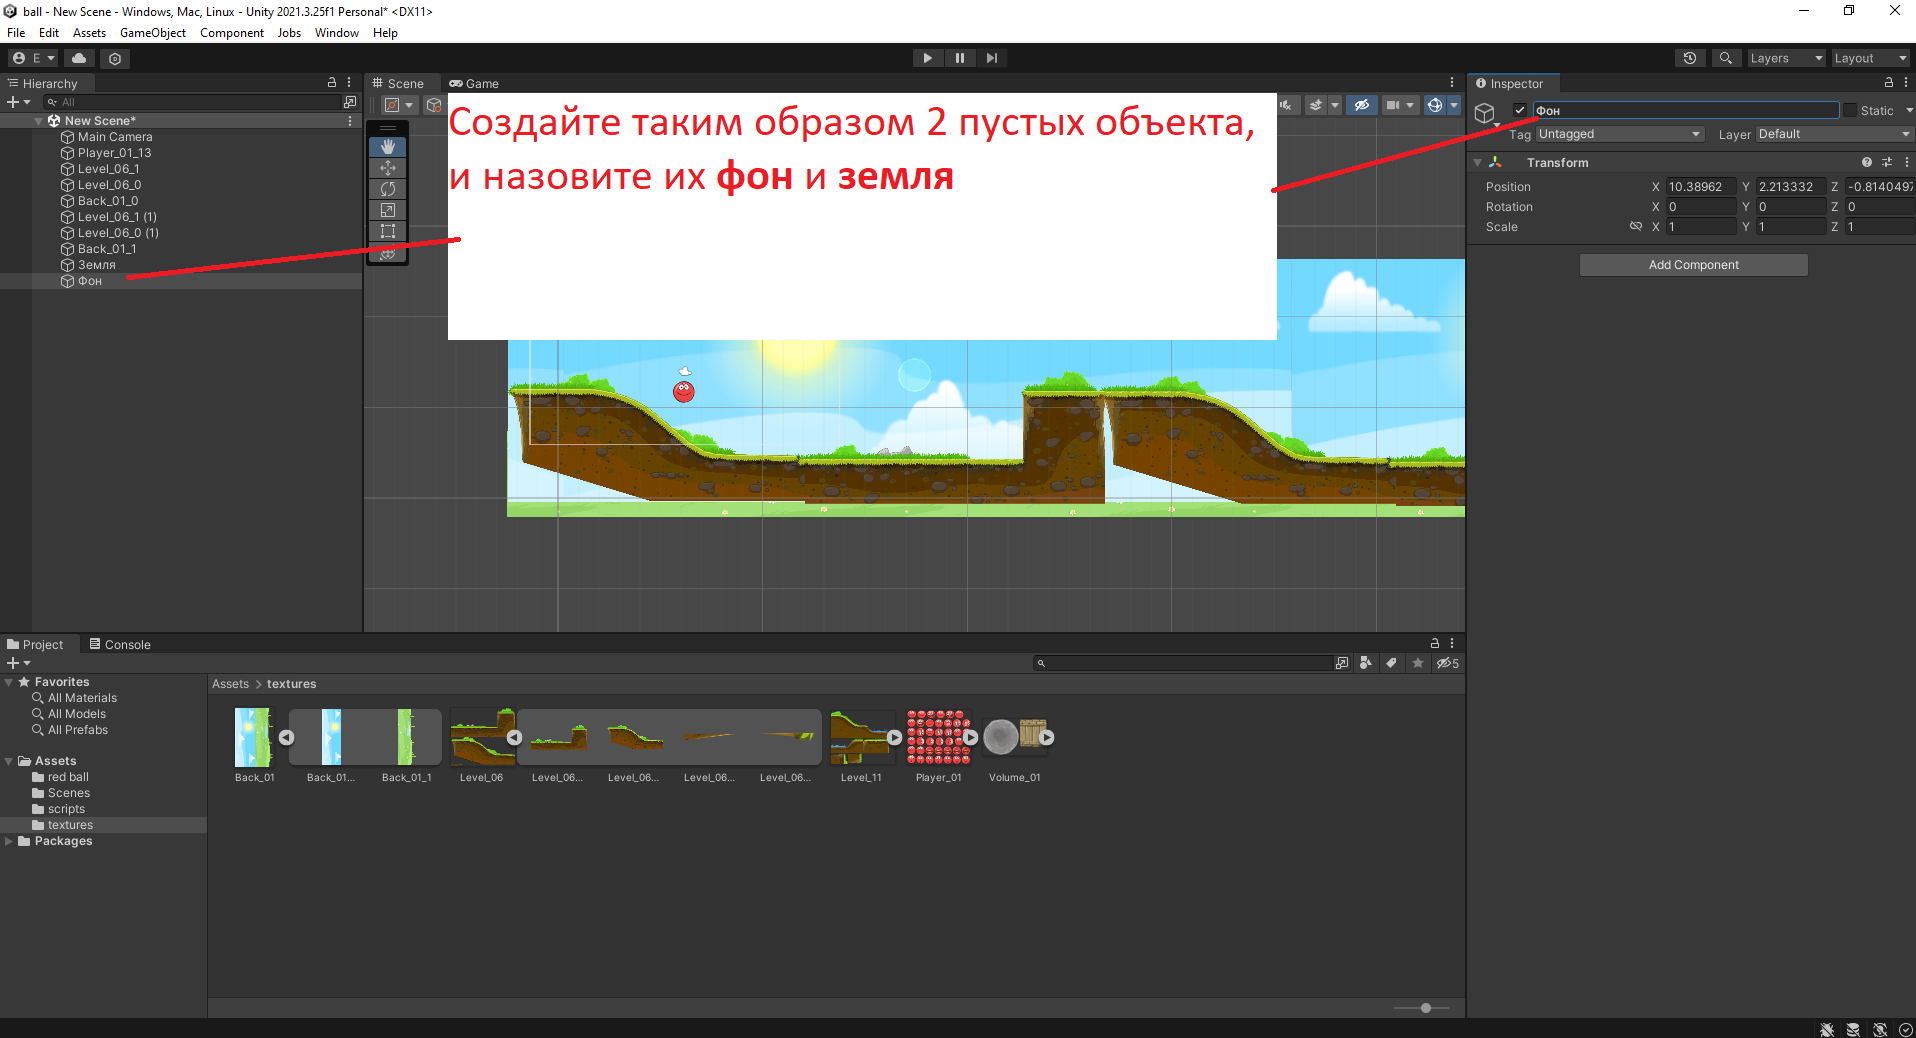 ball - New Scene - Windows, Mac, Linux - Unity 2021.3.25f1 Personal* <DX11>
File Edit Assets GameObject Component Jobs Window Help
E
Layers Layout
Hierarchy
All
New Scene*
Main Camera
Player_01_13
Level_06_1
Level_06_0
Back_01_0
Level_06_1 (1)
Level_06_0 (1)
Back_01_1
Земля
Фон
Scene Game
Создайте таким образом 2 пустых объекта,
и назовите их фон и земля
Inspector
Фон Static
Tag Untagged Layer Default
Transform
Position X 10.38962 Y 2.213332 Z -0.8140497
Rotation X 0 Y 0 Z 0
Scale X 1 Y 1 Z 1
Add Component
Project Console
5
Favorites
All Materials
All Models
All Prefabs
Assets
red ball
Scenes
scripts
textures
Packages
Assets > textures
Back_01 Back_01... Back_01_1 Level_06 Level_06... Level_06... Level_06... Level_06... Level_11 Player_01 Volume_01